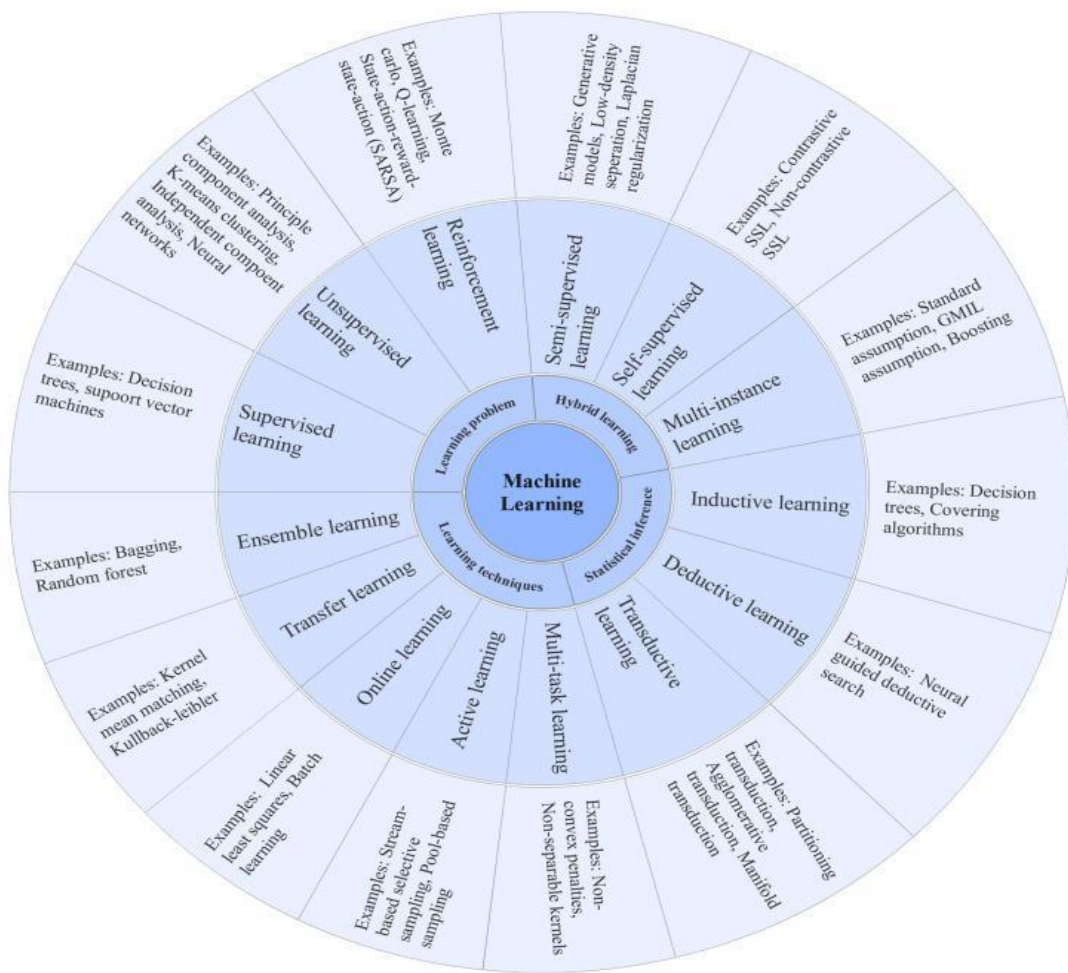 Machine
Learning
Learning problem
Hybrid learning
Statistical inference
Learning techniques
Supervised
learning
Unsupervised
learning
Reinforcement
learning
Semi-supervised
learning
Self-supervised
learning
Multi-instance
learning
Inductive learning
Deductive learning
Transductive
learning
Multi-task learning
Active learning
Online learning
Transfer learning
Ensemble learning
Examples: Decision
trees, supoort vector
machines
Examples: Principle
component analysis,
K-means clustering,
Independent compoent
analysis, Neural
networks
Examples: Monte
carlo, Q-learning,
State-action-reward-
state-action (SARSA)
Examples: Generative
models, Low-density
seperation, Laplacian
regularization
Examples: Contrastive
SSL, Non-contrastive
SSL
Examples: Standard
assumption, GMIL
assumption, Boosting
Examples: Decision
trees, Covering
algorithms
Examples: Neural
guided deductive
search
Examples: Partitioning
transduction,
Agglomerative
transduction, Manifold
transduction
Examples: Non-
convex penalties,
Non-separable kernels
Examples: Stream-
based selective
sampling, Pool-based
sampling
Examples: Linear
least squares, Batch
learning
Examples: Kernel
mean matching,
Kullback-leibler
Examples: Bagging,
Random forest